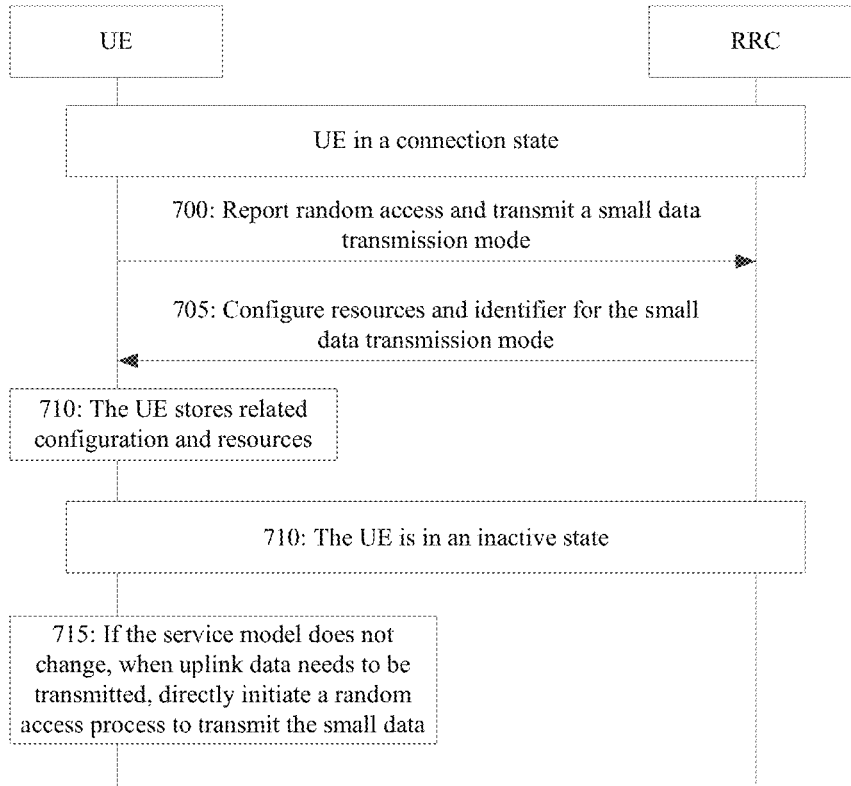 UE
RRC
UE in a connection state
700: Report random access and transmit a small data
transmission mode
705: Configure resources and identifier for the small
data transmission mode
710: The UE stores related
configuration and resources
710: The UE is in an inactive state
715: If the service model does not
change, when uplink data needs to be
transmitted, directly initiate a random
access process to transmit the small data